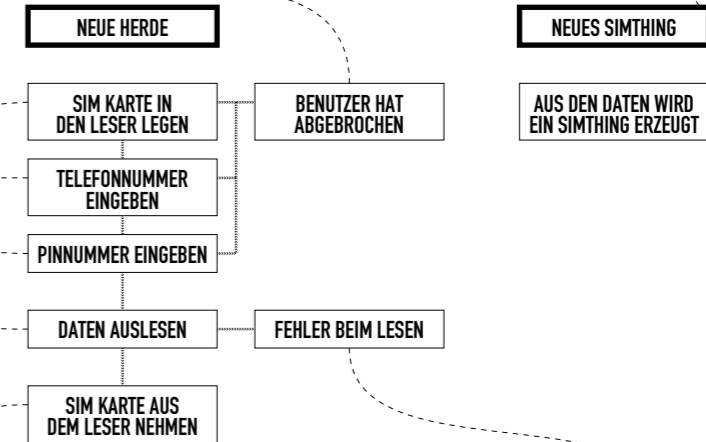 NEUE HERDE
NEUES SIMTHING
SIM KARTE IN
DEN LESER LEGEN
BENUTZER HAT
ABGEBROCHEN
AUS DEN DATEN WIRD
EIN SIMTHING ERZEUGT
TELEFONNUMMER
EINGEBEN
PINNUMMER EINGEBEN
DATEN AUSLESEN
FEHLER BEIM LESEN
SIM KARTE AUS
DEM LESER NEHMEN